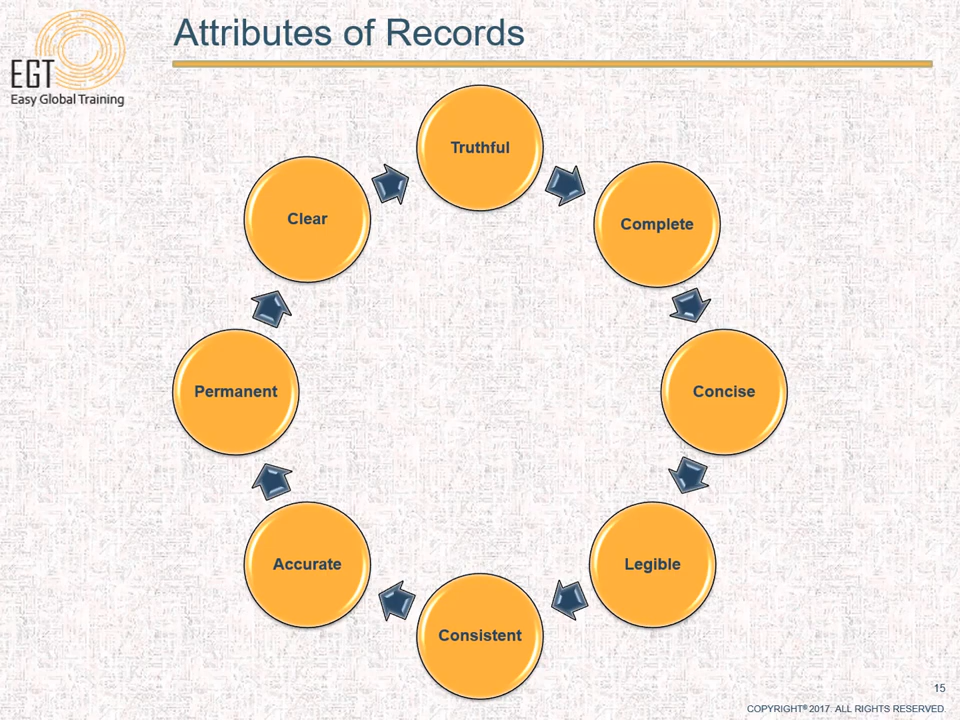 Attributes of Records
EGT
Easy Global Training
Truthful
Complete
Concise
Legible
Consistent
Accurate
Permanent
Clear
15
COPYRIGHT® 2017. ALL RIGHTS RESERVED.